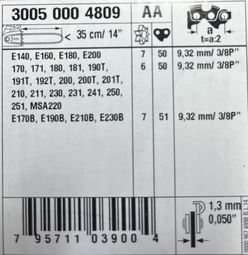 3005 000 4809 AA
< 35 cm/ 14" a
t=a:2
E140, E160, E180, E200 7 50 9,32 mm/ 3/8P"
170, 171, 180, 181, 190T, 6 50 9,32 mm/ 3/8P"
191T, 192T, 200, 200T, 201T,
210, 211, 230, 231, 241, 250,
251, MSA220
E170B, E190B, E210B, E230B 7 51 9,32 mm/ 3/8P"
1,3 mm
0,050"
7 95711 03900 4